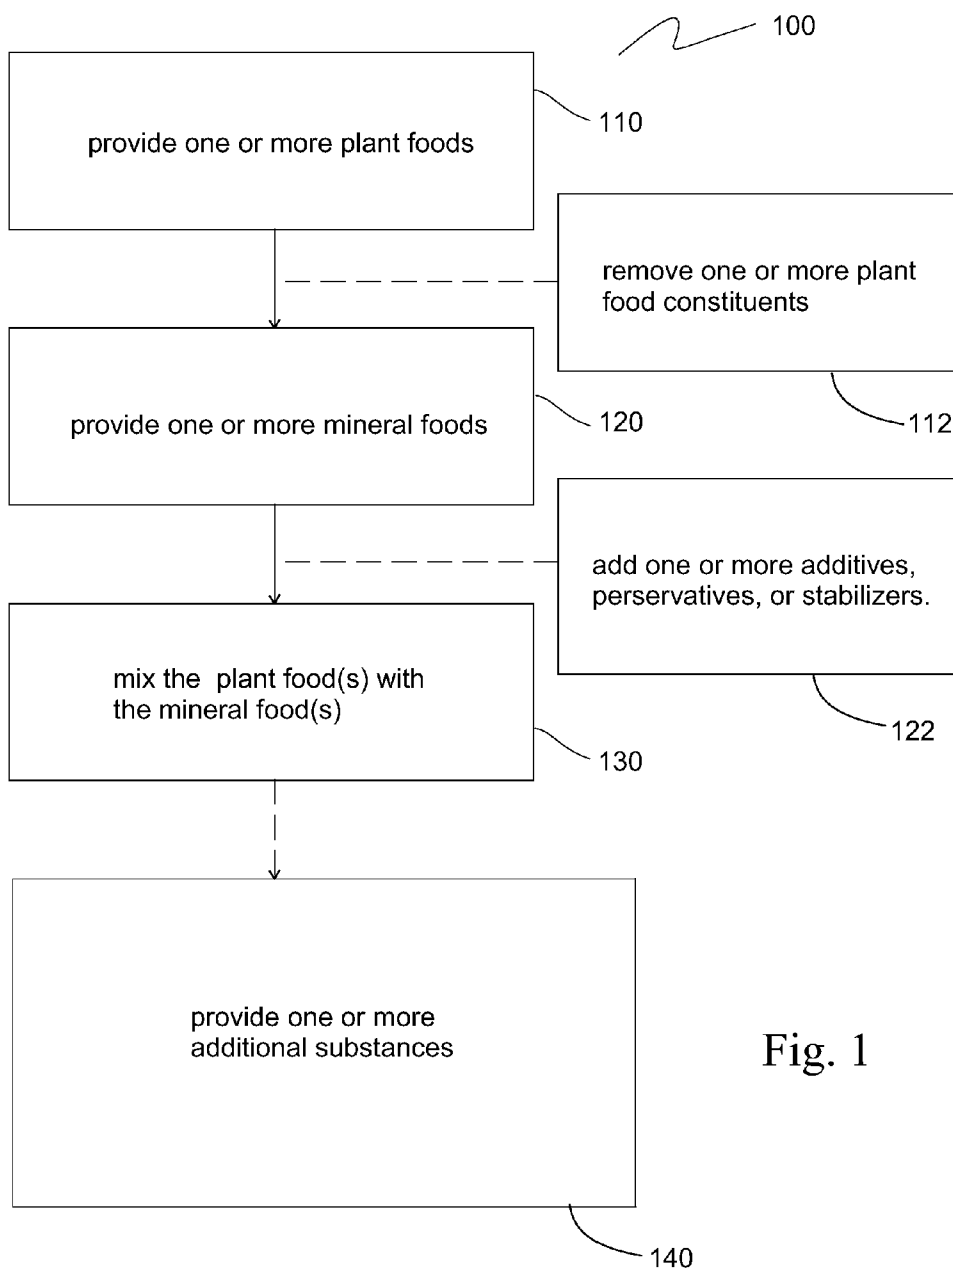 100
provide one or more plant foods
110
remove one or more plant
food constituents
112
provide one or more mineral foods
120
add one or more additives,
perservatives, or stabilizers.
122
mix the  plant food(s) with
the mineral food(s)
130
provide one or more
additional substances
140
Fig. 1